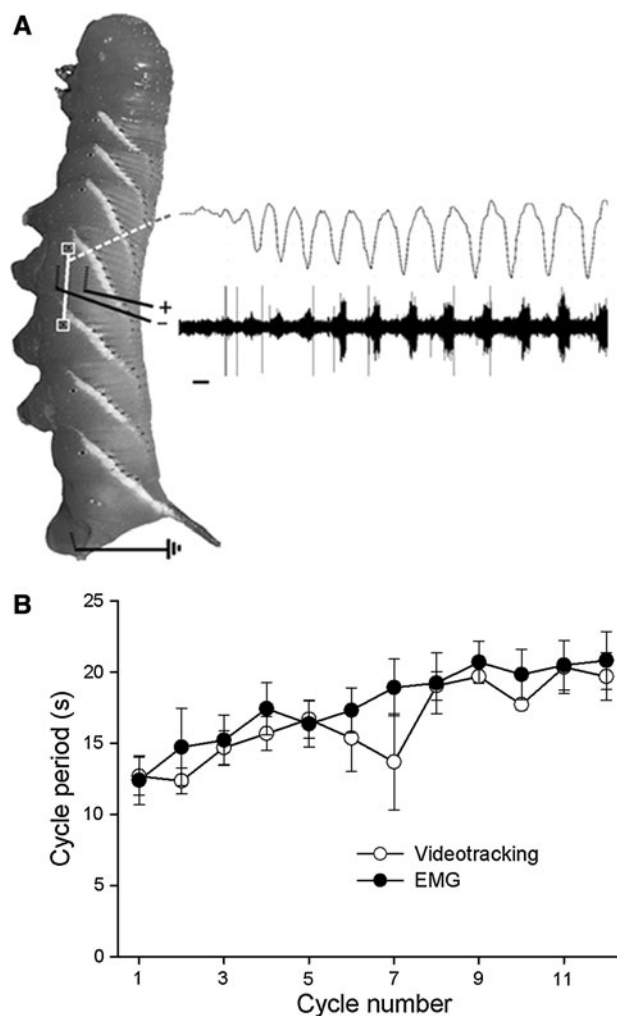 A
+
−
B
25
20
15
10
5
0
Cycle period (s)
Videotracking
EMG
1 3 5 7 9 11
Cycle number